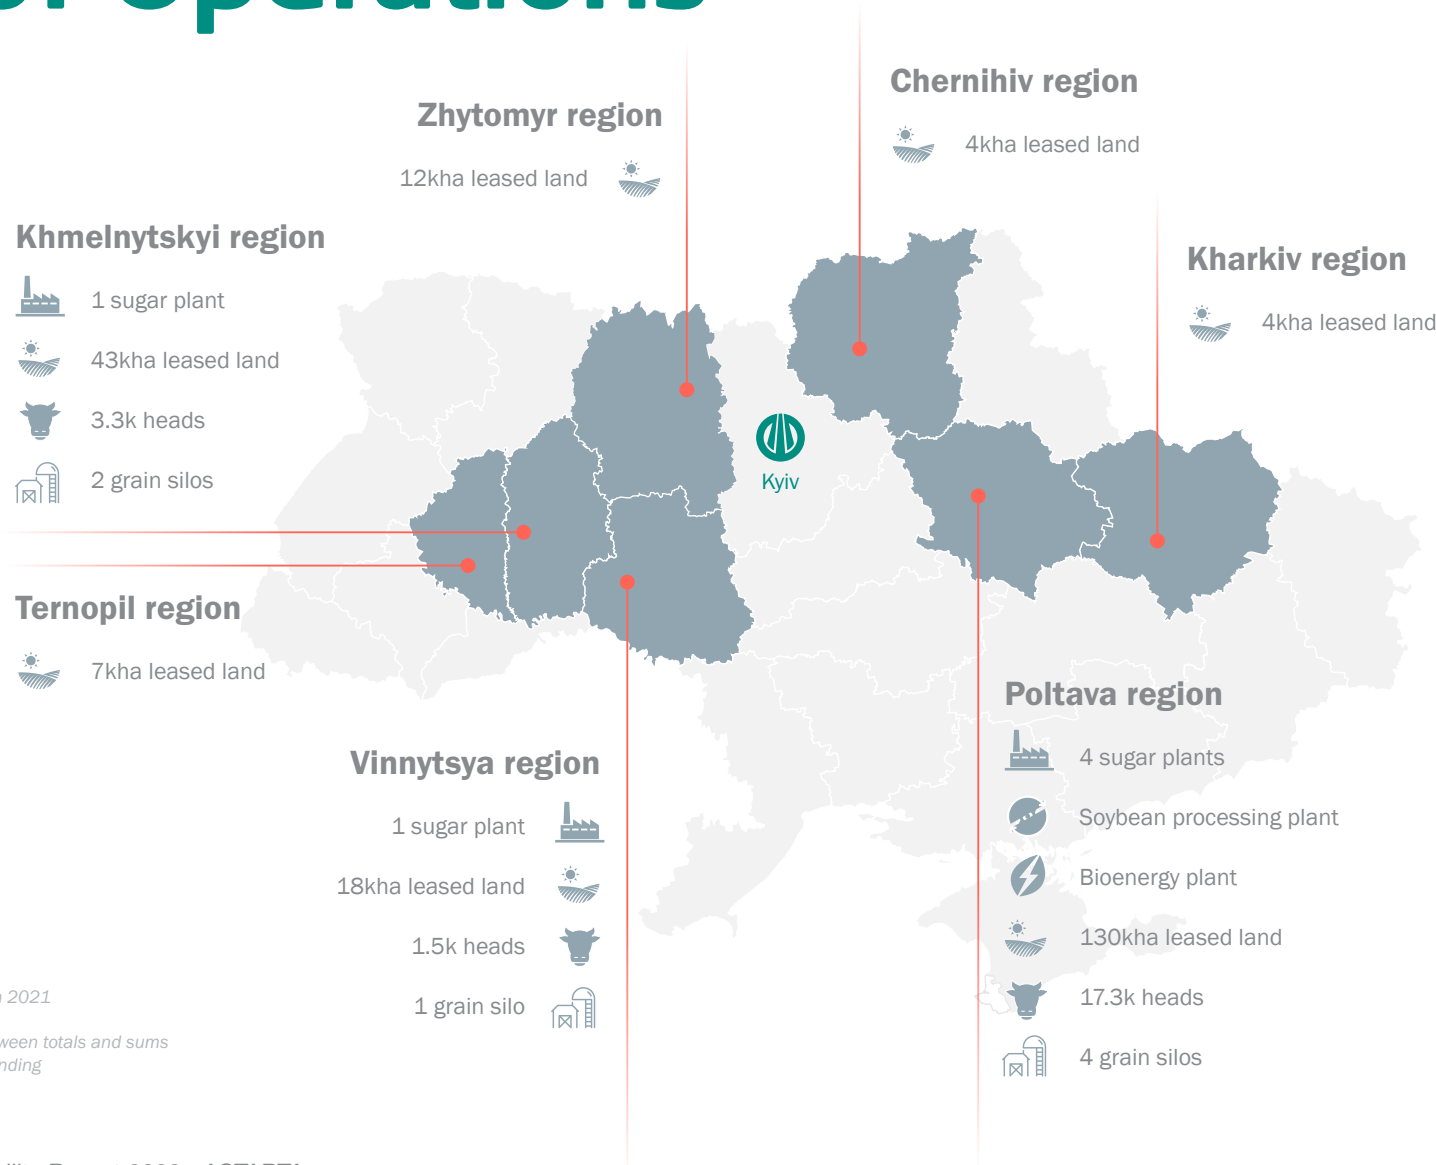 of operations
Chernihiv region
4kha leased land
Zhytomyr region
12kha leased land
Khmelnytskyi region
1 sugar plant
43kha leased land
3.3k heads
2 grain silos
Kharkiv region
4kha leased land
Kyiv
Ternopil region
7kha leased land
Poltava region
4 sugar plants
Soybean processing plant
Bioenergy plant
130kha leased land
17.3k heads
4 grain silos
Vinnytsya region
1 sugar plant
18kha leased land
1.5k heads
1 grain silo
2021
totals and sums